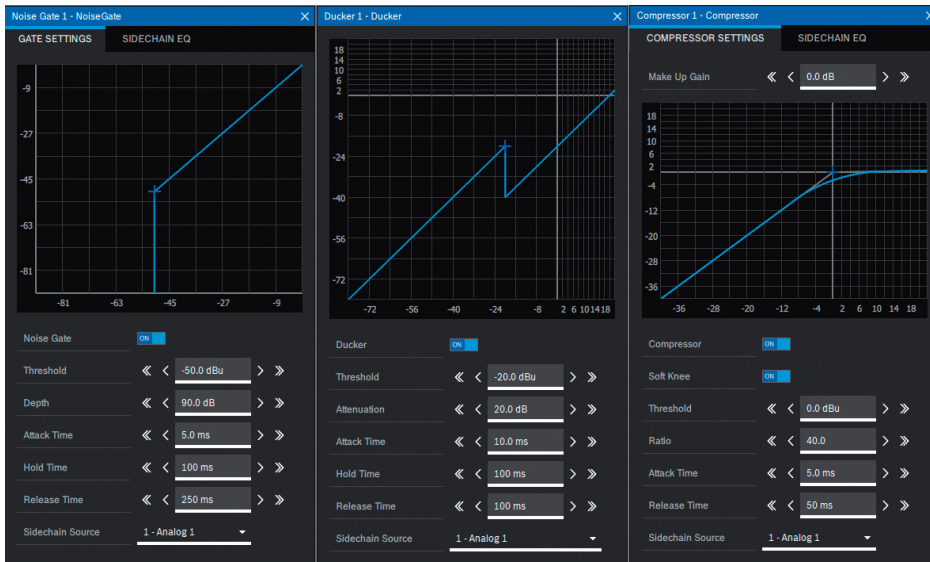 Noise Gate 1 - NoiseGate
GATE SETTINGS SIDECHAIN EQ
-9
-27
-45
-63
-81
-81 -63 -45 -27 -9
Noise Gate ON
Threshold -50.0 dBu
Depth 90.0 dB
Attack Time 5.0 ms
Hold Time 100 ms
Release Time 250 ms
Sidechain Source 1 - Analog 1
Ducker 1 - Ducker
18
14
10
6
2
-8
-24
-40
-56
-72
-72 -56 -40 -24 -8 2 6 10 14 18
Ducker ON
Threshold -20.0 dBu
Attenuation 20.0 dB
Attack Time 10.0 ms
Hold Time 100 ms
Release Time 100 ms
Sidechain Source 1 - Analog 1
Compressor 1 - Compressor
COMPRESSOR SETTINGS SIDECHAIN EQ
Make Up Gain 0.0 dB
18
14
10
6
2
-4
-12
-20
-28
-36
-36 -28 -20 -12 -4 2 6 10 14 18
Compressor ON
Soft Knee ON
Threshold 0.0 dBu
Ratio 40.0
Attack Time 5.0 ms
Release Time 50 ms
Sidechain Source 1 - Analog 1